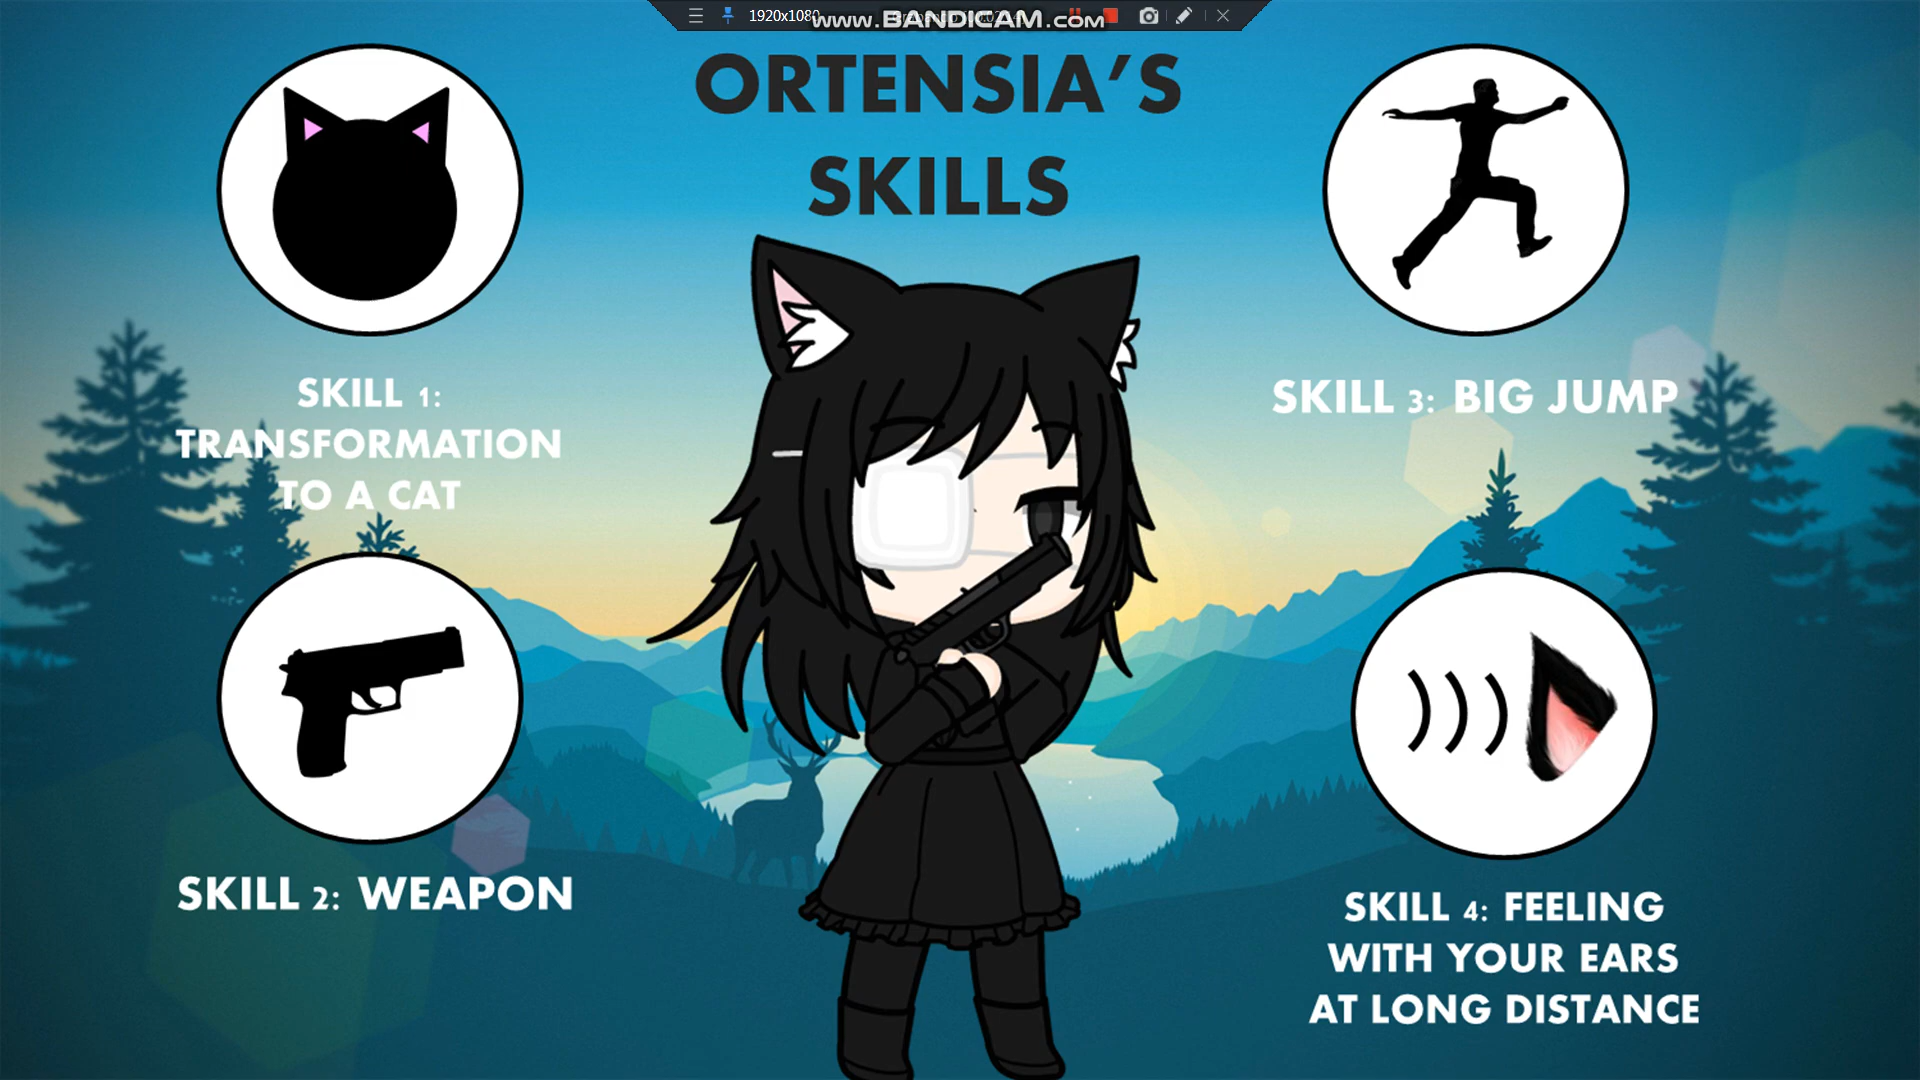 1920x1080
www.BANDICAM.com
ORTENSIA'S
SKILLS
SKILL 1:
TRANSFORMATION
TO A CAT
SKILL 3: BIG JUMP
SKILL 2: WEAPON
SKILL 4: FEELING
WITH YOUR EARS
AT LONG DISTANCE